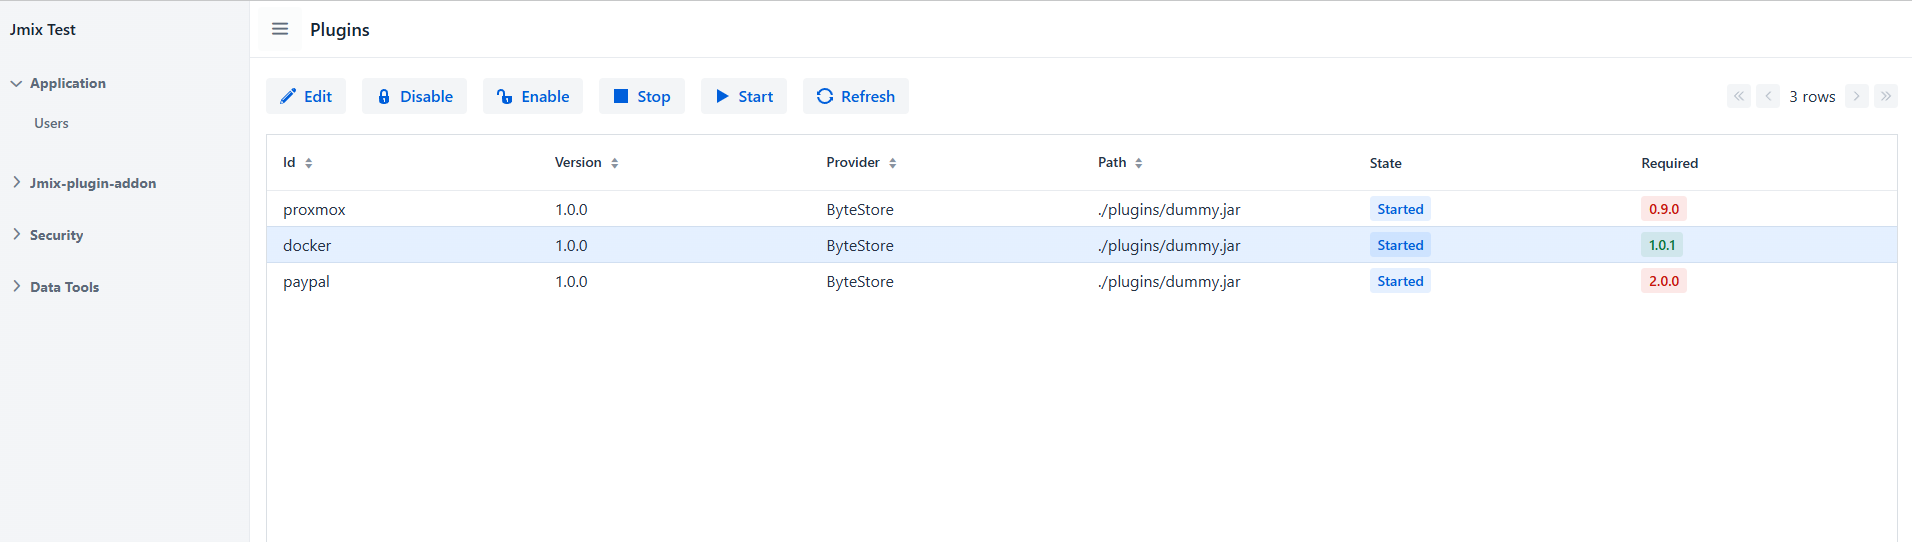 Jmix Test
Plugins
Application
Users
Jmix-plugin-addon
Security
Data Tools
Edit Disable Enable Stop Start Refresh
3 rows
Id Version Provider Path State Required
proxmox 1.0.0 ByteStore ./plugins/dummy.jar Started 0.9.0
docker 1.0.0 ByteStore ./plugins/dummy.jar Started 1.0.1
paypal 1.0.0 ByteStore ./plugins/dummy.jar Started 2.0.0